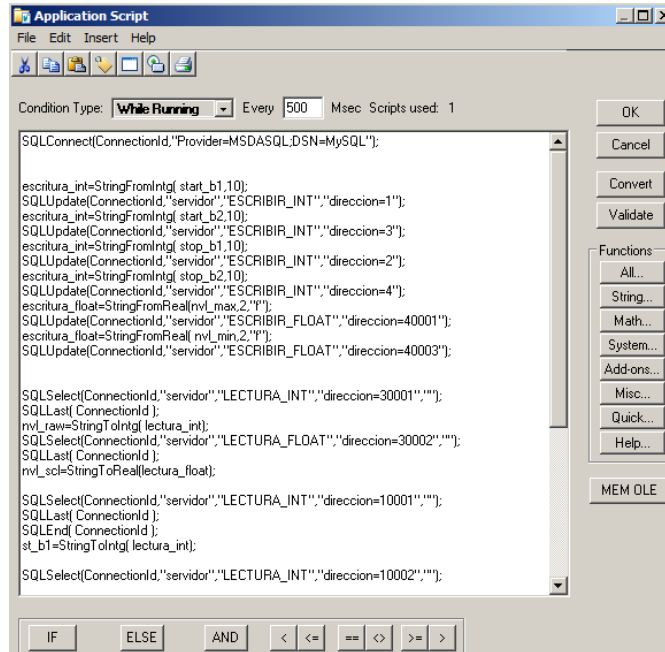 Application Script
File Edit Insert Help
Condition Type: While Running Every 500 Msec Scripts used: 1
SQLConnect(ConnectionId,"Provider=MSDASQL;DSN=MySQL");
escritura_int=StringFromIntg( start_b1,10);
SQLUpdate(ConnectionId,"servidor","ESCRIBIR_INT","direccion=1");
escritura_int=StringFromIntg( start_b2,10);
SQLUpdate(ConnectionId,"servidor","ESCRIBIR_INT","direccion=3");
escritura_int=StringFromIntg( stop_b1,10);
SQLUpdate(ConnectionId,"servidor","ESCRIBIR_INT","direccion=2");
escritura_int=StringFromIntg( stop_b2,10);
SQLUpdate(ConnectionId,"servidor","ESCRIBIR_INT","direccion=4");
escritura_float=StringFromReal(nvl_max,2,"f");
SQLUpdate(ConnectionId,"servidor","ESCRIBIR_FLOAT","direccion=40001");
escritura_float=StringFromReal( nvl_min,2,"f");
SQLUpdate(ConnectionId,"servidor","ESCRIBIR_FLOAT","direccion=40003");
SQLSelect(ConnectionId,"servidor","LECTURA_INT","direccion=30001","");
SQLLast( ConnectionId );
nvl_raw=StringToIntg( lectura_int);
SQLSelect(ConnectionId,"servidor","LECTURA_FLOAT","direccion=30002","");
SQLLast( ConnectionId );
nvl_scl=StringToReal(lectura_float);
SQLSelect(ConnectionId,"servidor","LECTURA_INT","direccion=10001","");
SQLLast( ConnectionId );
SQLEnd( ConnectionId );
st_b1=StringToIntg( lectura_int);
SQLSelect(ConnectionId,"servidor","LECTURA_INT","direccion=10002","");
OK
Cancel
Convert
Validate
Functions
All...
String...
Math...
System...
Add-ons...
Misc...
Quick...
Help...
MEM OLE
IF ELSE AND < <= == <> >= >